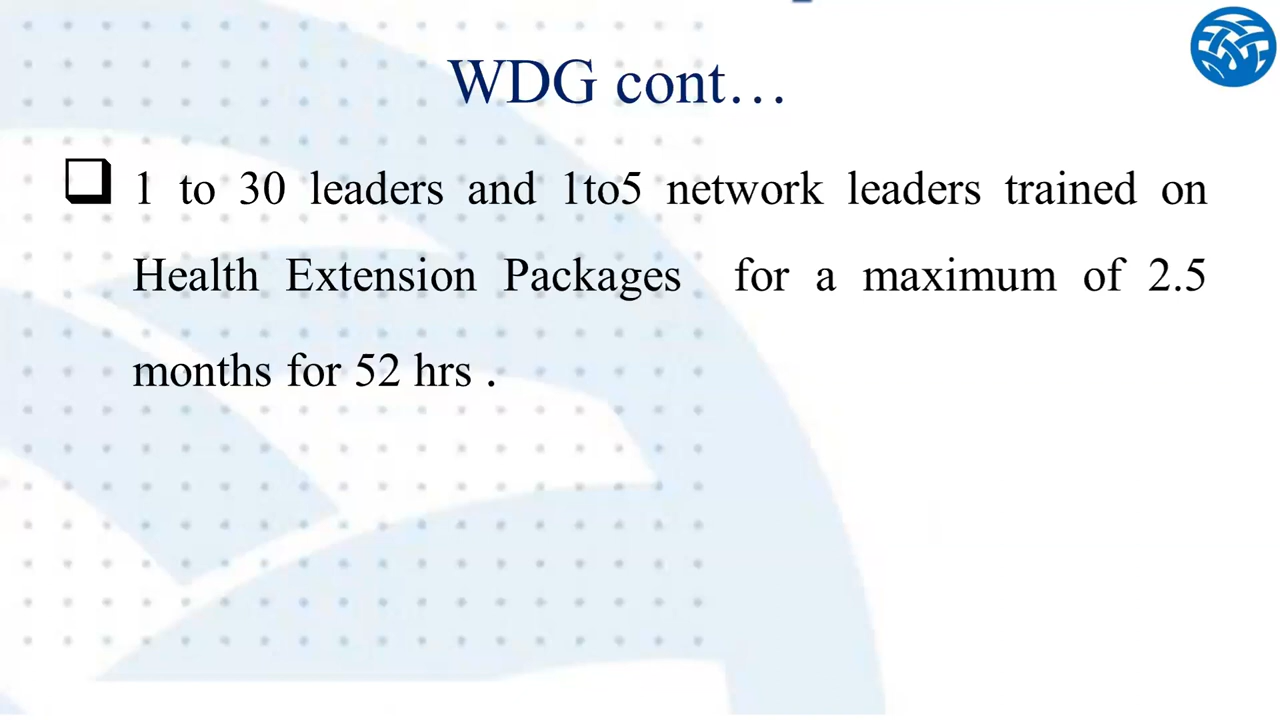 WDG cont…
1 to 30 leaders and 1to5 network leaders trained on
Health Extension Packages for a maximum of 2.5
months for 52 hrs .